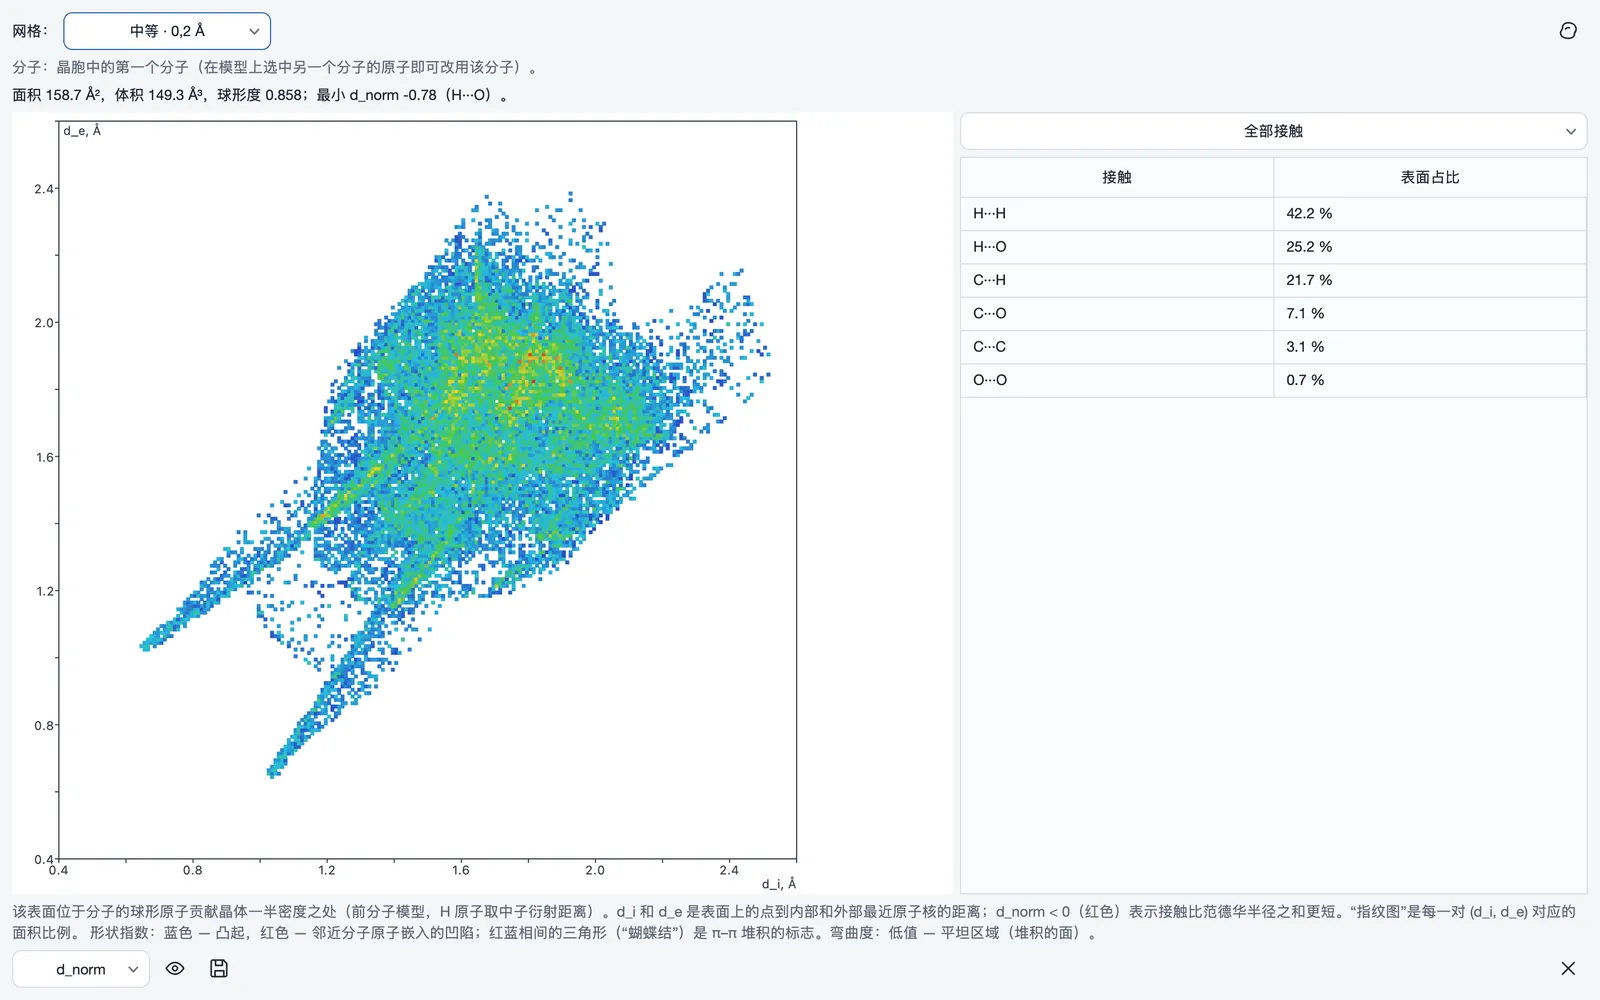 网格：
中等 · 0,2 Å
分子：晶胞中的第一个分子（在模型上选中另一个分子的原子即可改用该分子）。
面积 158.7 Å²，体积 149.3 Å³，球形度 0.858；最小 d_norm -0.78（H···O）。
d_e, Å
2.4
2.0
1.6
1.2
0.8
0.4
0.4 0.8 1.2 1.6 2.0 2.4
d_i, Å
全部接触
接触 表面占比
H···H 42.2 %
H···O 25.2 %
C···H 21.7 %
C···O 7.1 %
C···C 3.1 %
O···O 0.7 %
该表面位于分子的球形原子贡献晶体一半密度之处（前分子模型，H 原子取中子衍射距离）。d_i 和 d_e 是表面上的点到内部和外部最近原子核的距离；d_norm < 0（红色）表示接触比范德华半径之和更短。“指纹图”是每一对 (d_i, d_e) 对应的
面积比例。 形状指数：蓝色 — 凸起，红色 — 邻近分子原子嵌入的凹陷；红蓝相间的三角形（“蝴蝶结”）是 π–π 堆积的标志。弯曲度：低值 — 平坦区域（堆积的面）。
d_norm